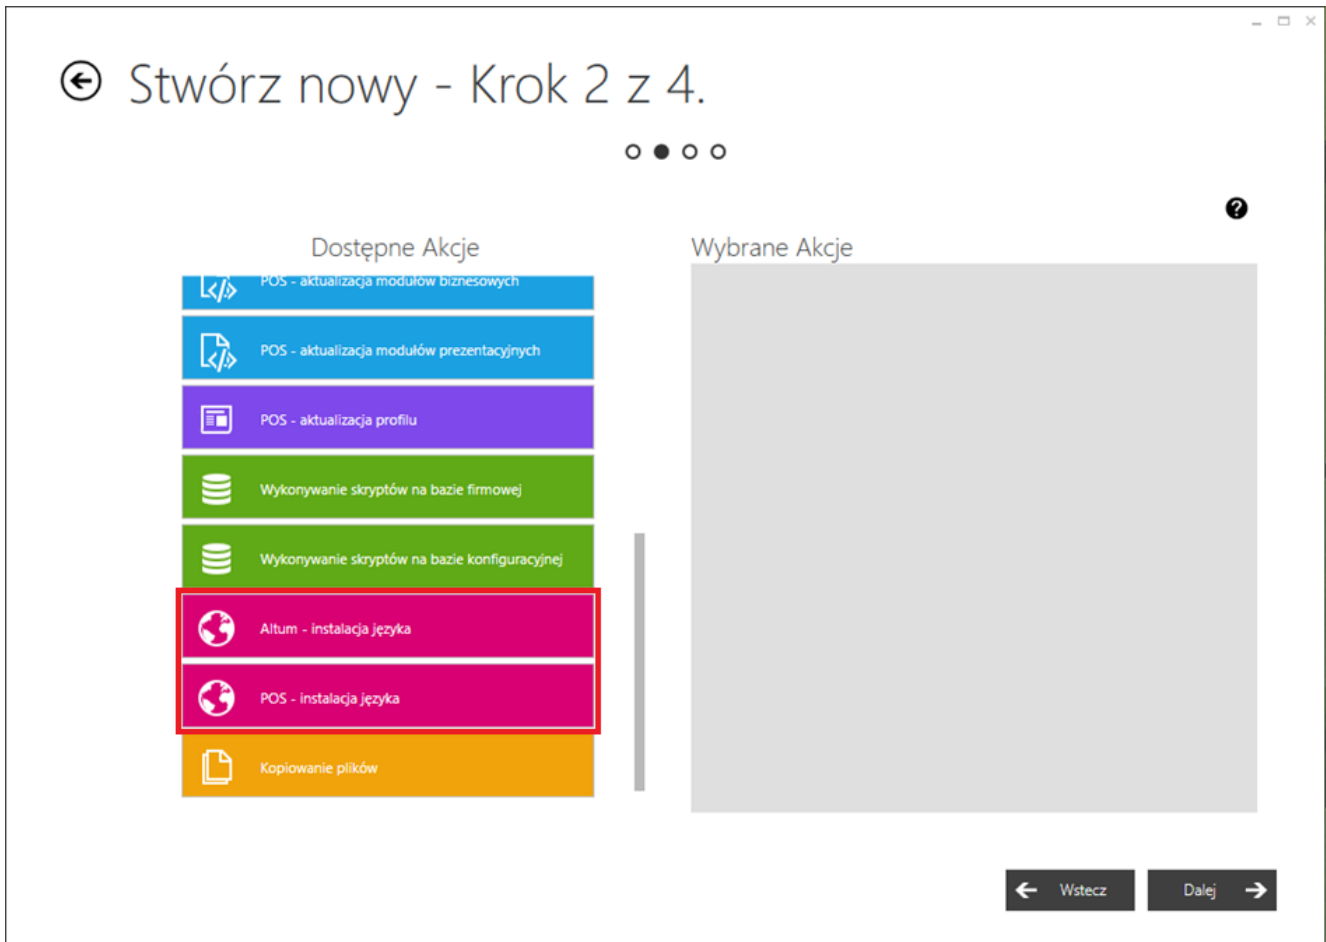 Stwórz nowy - Krok 2 z 4.
Dostępne Akcje
Wybrane Akcje
POS - aktualizacja modułów biznesowych
POS - aktualizacja modułów prezentacyjnych
POS - aktualizacja profilu
Wykonywanie skryptów na bazie firmowej
Wykonywanie skryptów na bazie konfiguracyjnej
Altum - instalacja języka
POS - instalacja języka
Kopiowanie plików
Wstecz
Dalej